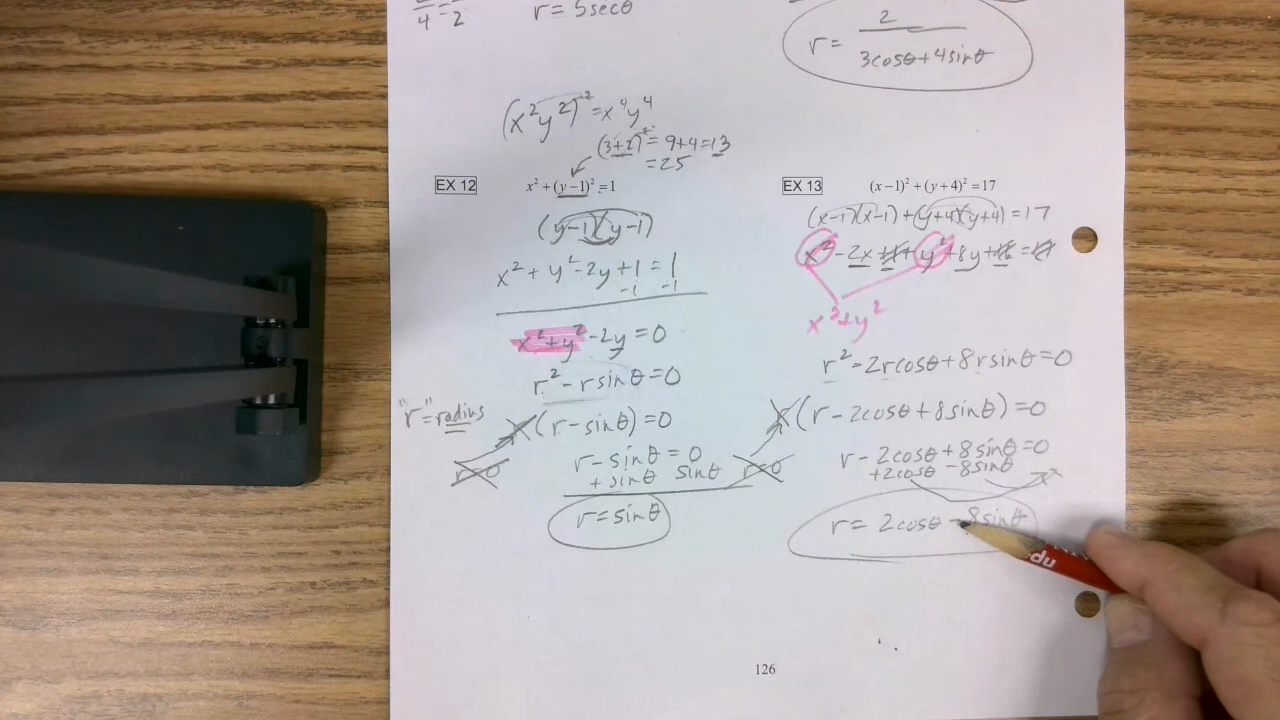 4 = 2
r = 5secθ
r = 2
3cosθ+4sinθ
(x²y²)² = x⁴y⁴
(3+2)² = 9+4=13
=25
EX 12
x² + (y−1)² = 1
(y−1)(y−1)
x² + y² −2y +1 = 1
−1 −1
x²+y² −2y = 0
r² − rsinθ = 0
"r"=radius
r(r−sinθ) = 0
r=0
r−sinθ = 0
+sinθ sinθ
r=sinθ
EX 13
(x−1)² + (y+4)² = 17
(x−1)(x−1) + (y+4)(y+4) = 17
x² −2x +1 + y² +8y +16 = 17
x²+y²
r² −2rcosθ + 8rsinθ = 0
r(r −2cosθ + 8sinθ) = 0
r=0
r −2cosθ + 8sinθ = 0
+2cosθ −8sinθ
r = 2cosθ − 8sinθ
du
126